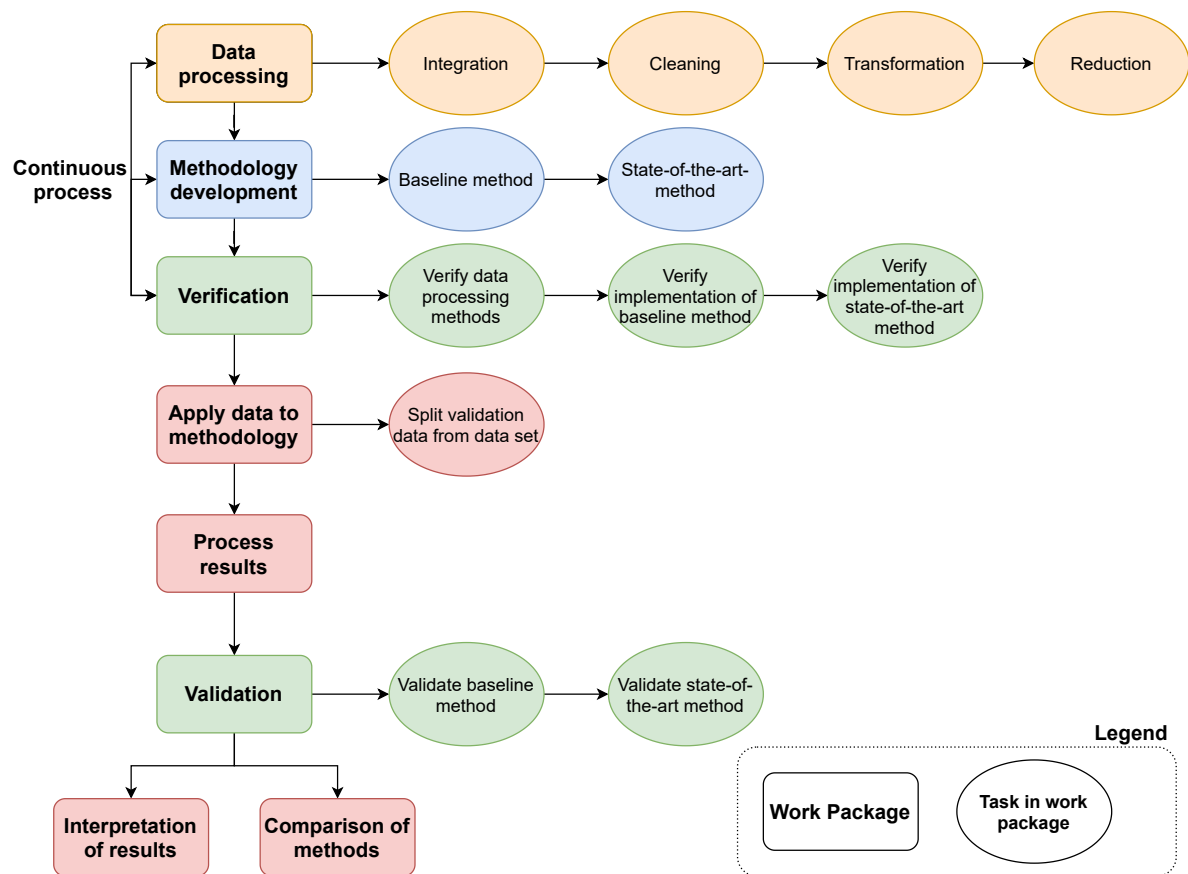 Data
processing
Integration
Cleaning
Transformation
Reduction
Continuous
process
Methodology
development
Baseline method
State-of-the-art-
method
Verification
Verify data
processing
methods
Verify
implementation of
baseline method
Verify
implementation of
state-of-the-art
method
Apply data to
methodology
Split validation
data from data set
Process
results
Validation
Validate baseline
method
Validate state-of-
the-art method
Interpretation
of results
Comparison of
methods
Legend
Work Package
Task in work
package